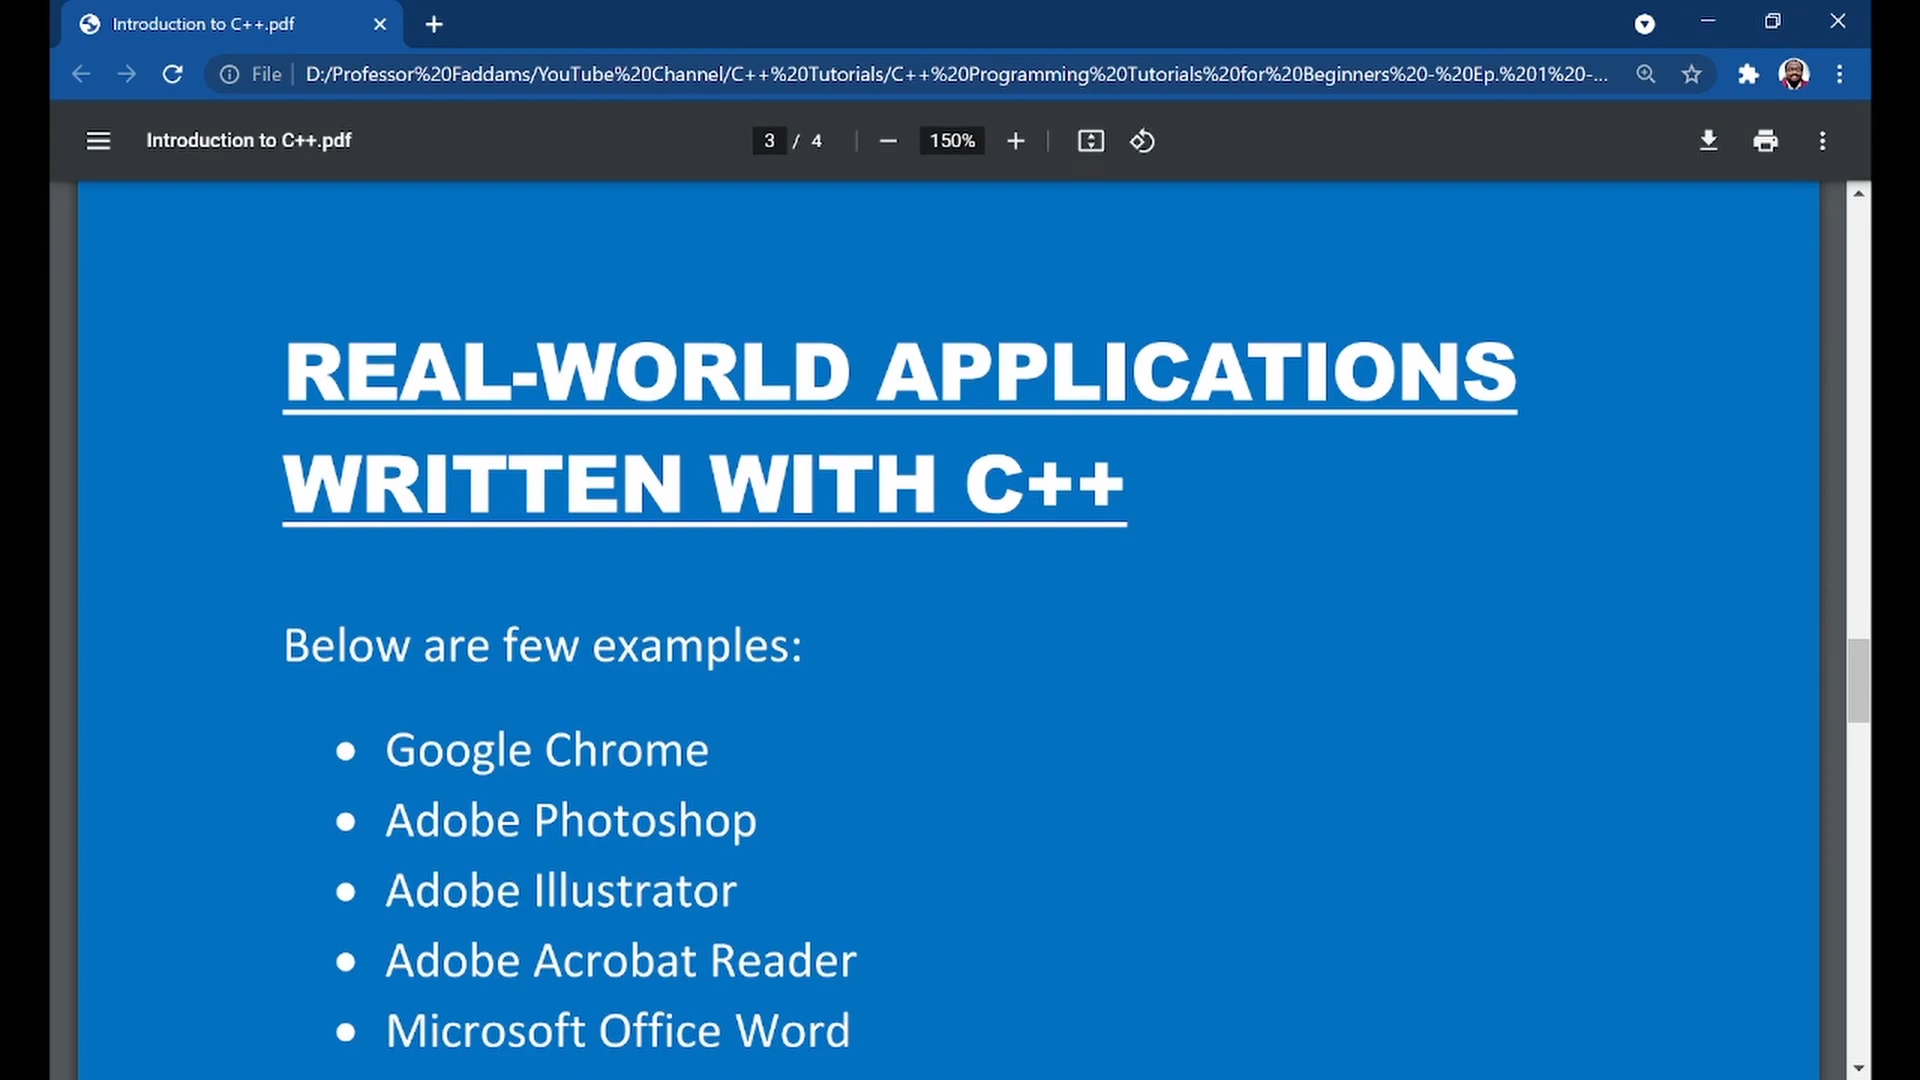 Introduction to C++.pdf
File D:/Professor%20Faddams/YouTube%20Channel/C++%20Tutorials/C++%20Programming%20Tutorials%20for%20Beginners%20-%20Ep.%201%20-...
Introduction to C++.pdf 3 / 4 150%
REAL-WORLD APPLICATIONS
WRITTEN WITH C++
Below are few examples:
• Google Chrome
• Adobe Photoshop
• Adobe Illustrator
• Adobe Acrobat Reader
• Microsoft Office Word